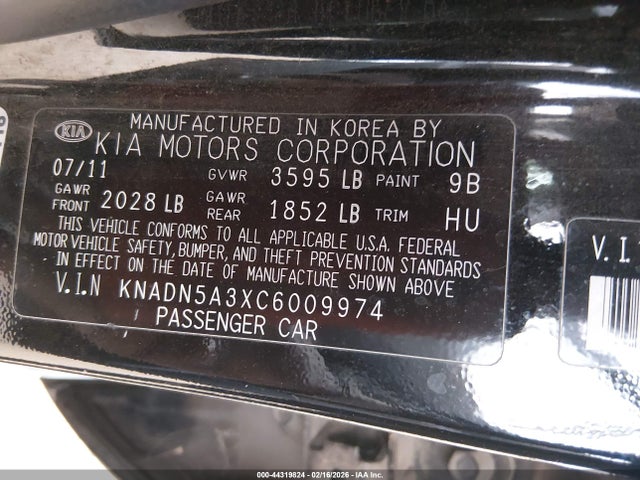 KIA
MANUFACTURED IN KOREA BY
KIA MOTORS CORPORATION
07/11 GVWR 3595 LB PAINT 9B
GAWR FRONT 2028 LB GAWR REAR 1852 LB TRIM HU
THIS VEHICLE CONFORMS TO ALL APPLICABLE U.S.A. FEDERAL
MOTOR VEHICLE SAFETY, BUMPER, AND THEFT PREVENTION STANDARDS
IN EFFECT ON THE DATE OF MANUFACTURE SHOWN ABOVE
V.I.N KNADN5A3XC6009974
PASSENGER CAR
V.I
000-44319824 - 02/16/2026 - IAA Inc.